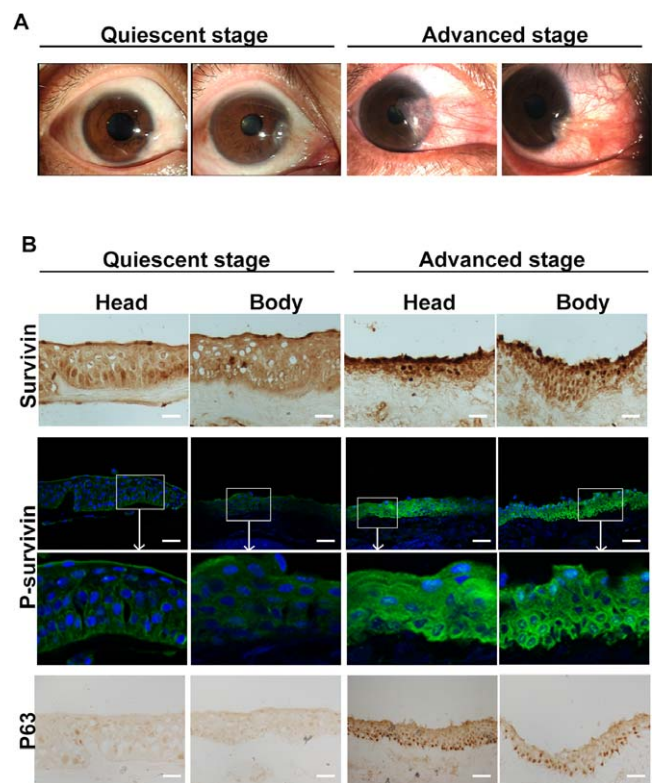 A
Quiescent stage Advanced stage
B
Quiescent stage Advanced stage
Head Body Head Body
Survivin
P-survivin
P63